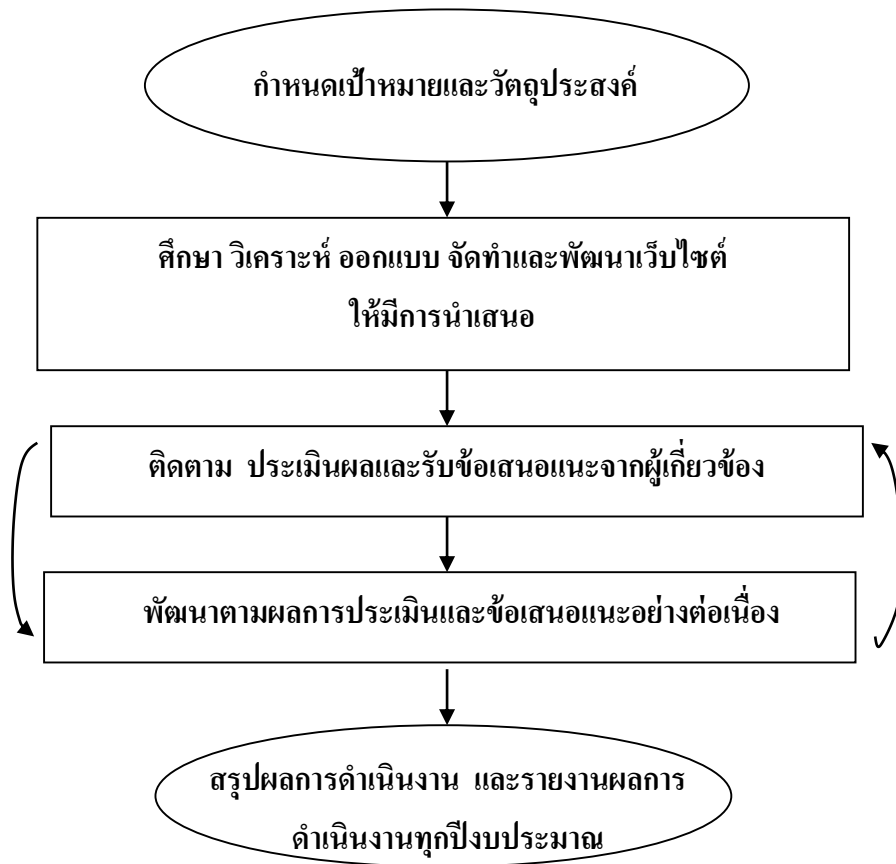 กำหนดเป้าหมายและวัตถุประสงค์
ศึกษา วิเคราะห์ ออกแบบ จัดทำและพัฒนาเว็บไซต์
ให้มีการนำเสนอ
ติดตาม ประเมินผลและรับข้อเสนอแนะจากผู้เกี่ยวข้อง
พัฒนาตามผลการประเมินและข้อเสนอแนะอย่างต่อเนื่อง
สรุปผลการดำเนินงาน และรายงานผลการ
ดำเนินงานทุกปีงบประมาณ